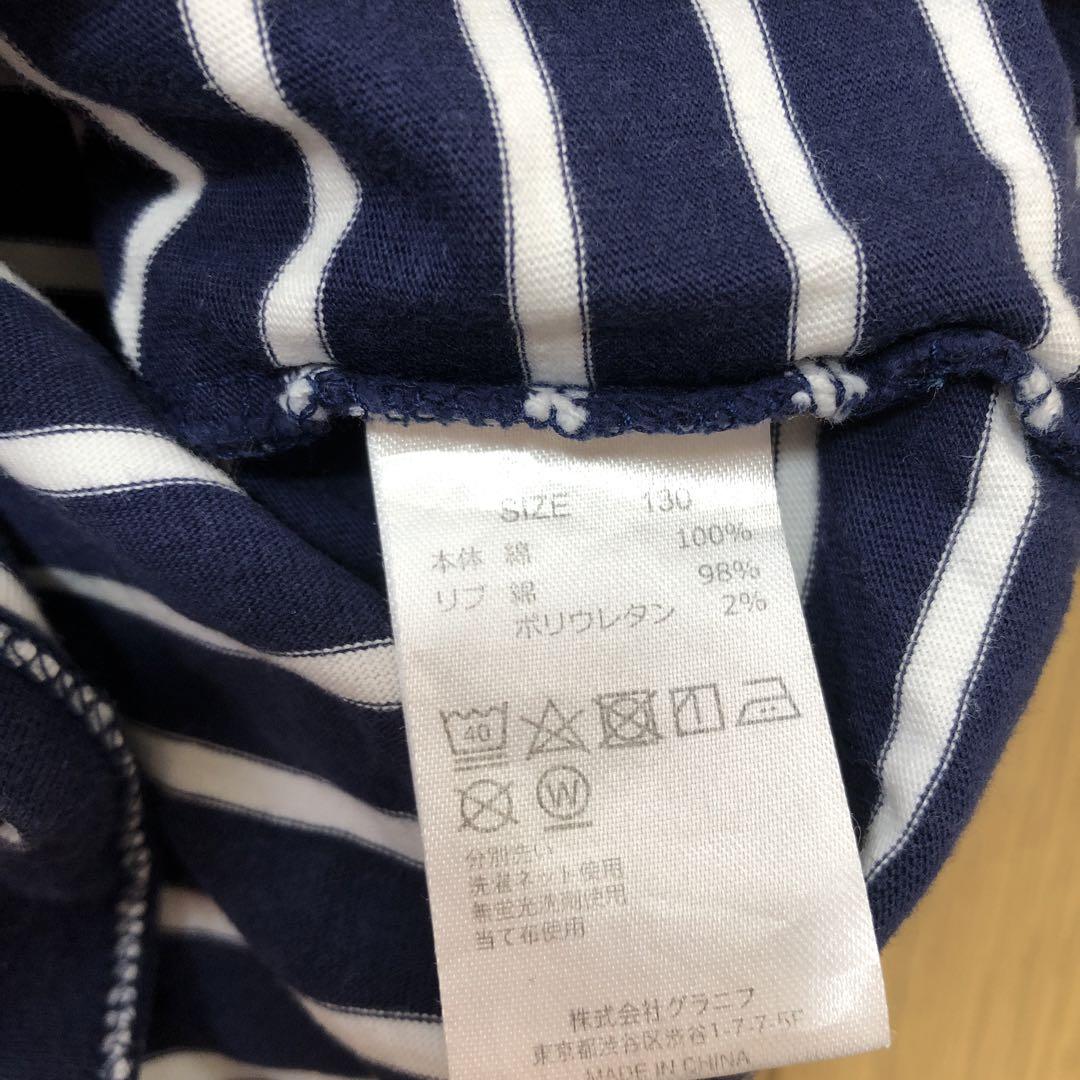 SIZE 130
本体 綿 100%
リブ 綿 98%
ポリウレタン 2%
40
W
分別洗い
洗濯ネット使用
無蛍光洗剤使用
当て布使用
株式会社グラニフ
東京都渋谷区渋谷1-7-7-5F
MADE IN CHINA